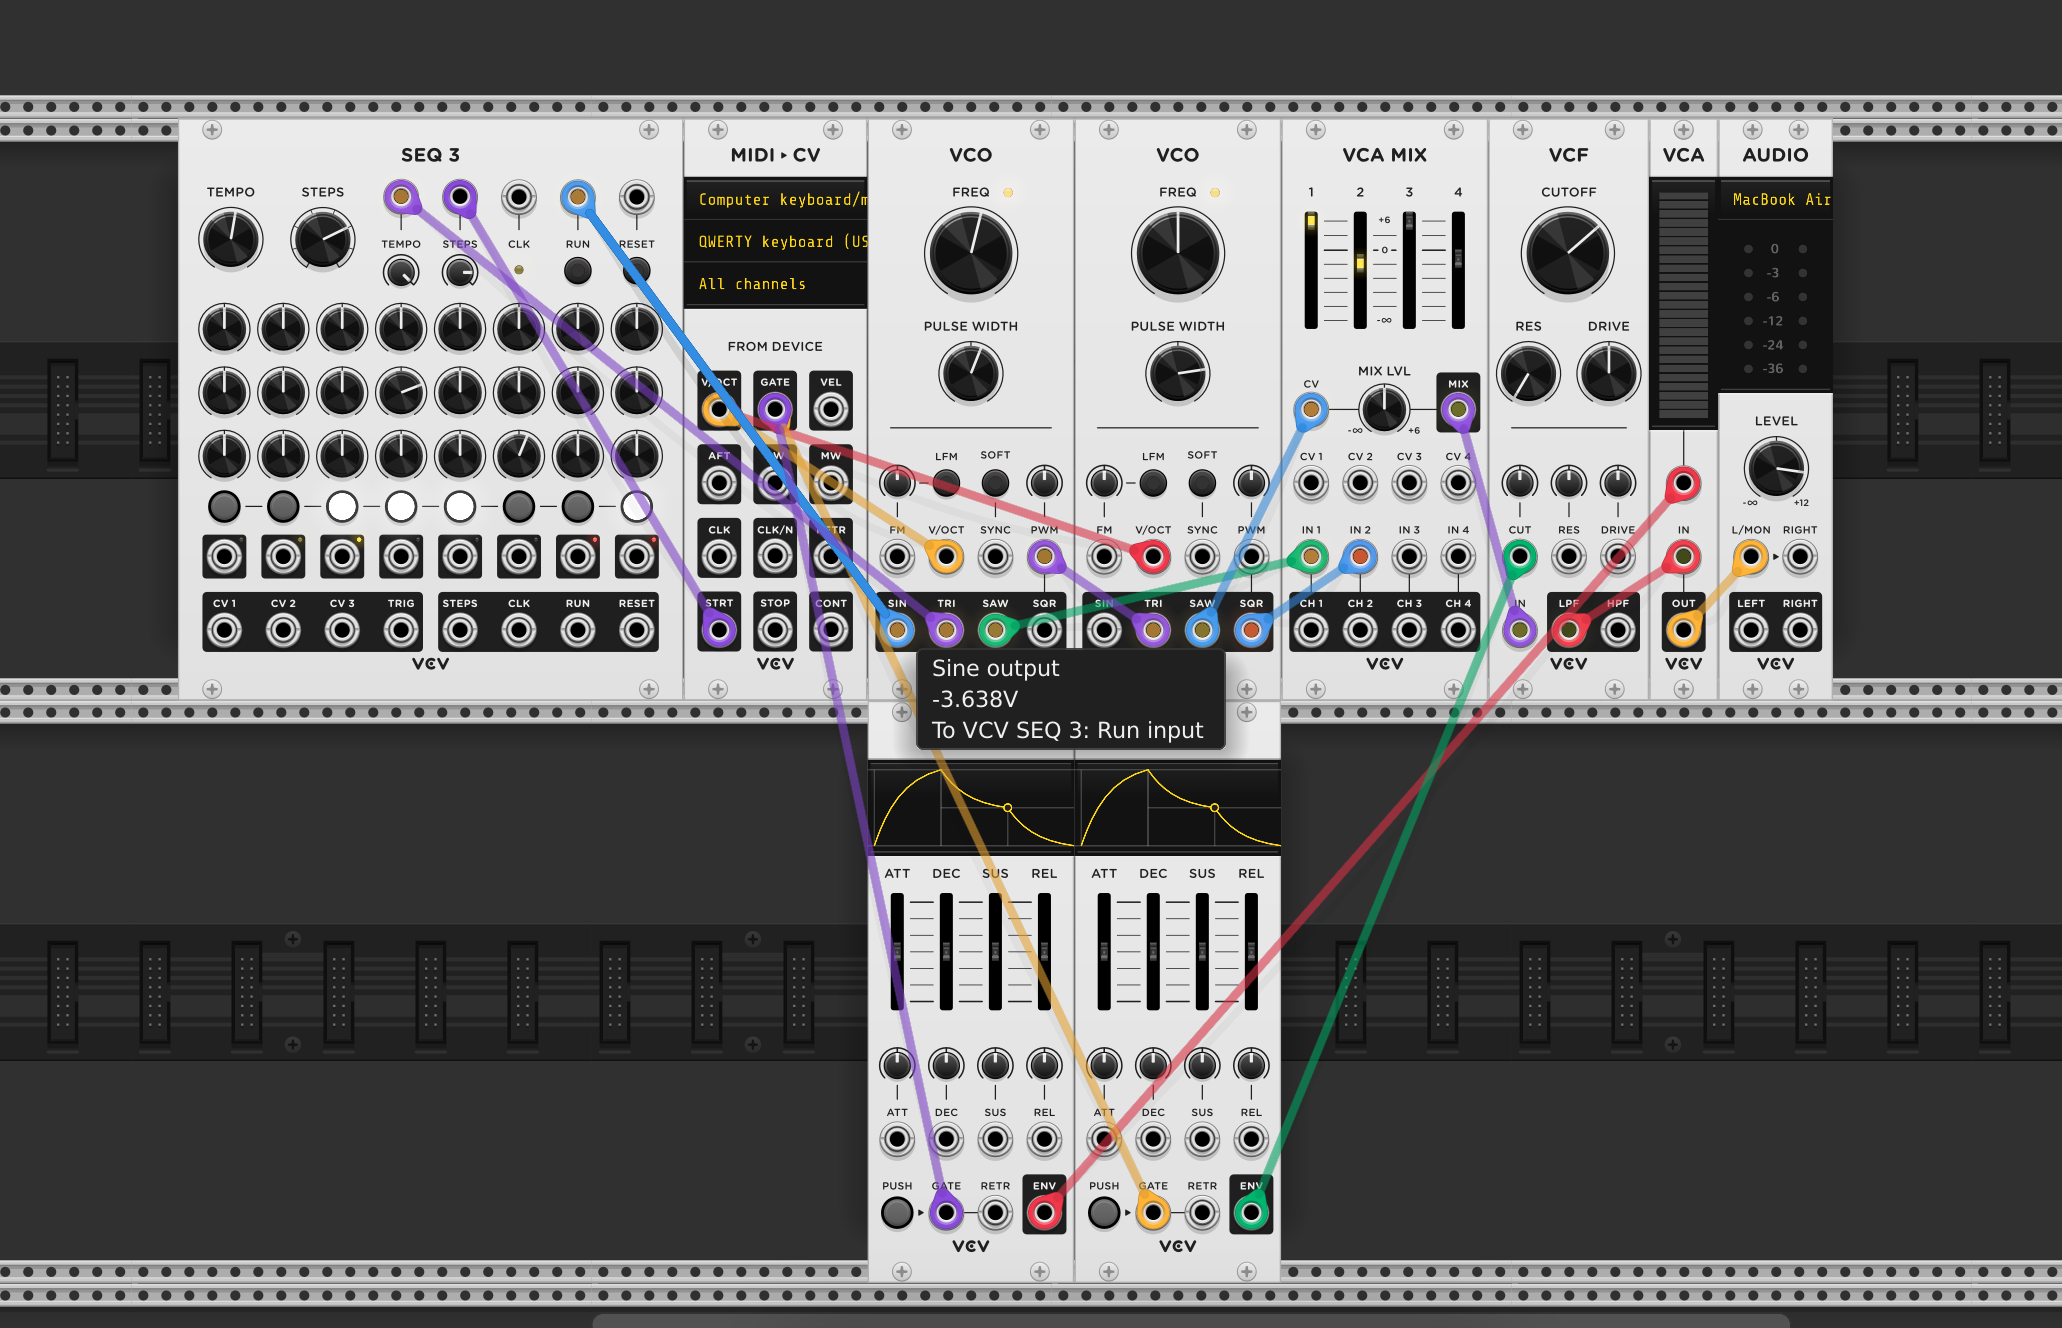 SEQ 3
TEMPO STEPS
TEMPO STEPS CLK RUN RESET
CV 1 CV 2 CV 3 TRIG STEPS CLK RUN RESET
VCV
MIDI ▸ CV
Computer keyboard/m
QWERTY keyboard (US
All channels
FROM DEVICE
V/OCT GATE VEL
AFT MW
CLK CLK/N
STRT STOP CONT
VCV
VCO
FREQ
PULSE WIDTH
LFM SOFT
FM V/OCT SYNC PWM
SIN TRI SAW SQR
VCO
FREQ
PULSE WIDTH
LFM SOFT
FM V/OCT SYNC PWM
SIN TRI SAW SQR
Sine output
-3.638V
To VCV SEQ 3: Run input
VCA MIX
1 2 3 4
+6
0
-∞
MIX LVL
CV MIX
-∞ +6
CV 1 CV 2 CV 3 CV 4
IN 1 IN 2 IN 3 IN 4
CH 1 CH 2 CH 3 CH 4
VCV
VCF
CUTOFF
RES DRIVE
CUT RES DRIVE
IN LPF HPF
VCV
VCA
IN
OUT
VCV
AUDIO
MacBook Air
0
-3
-6
-12
-24
-36
LEVEL
-∞ +12
L/MON RIGHT
LEFT RIGHT
VCV
ATT DEC SUS REL
ATT DEC SUS REL
PUSH GATE RETR ENV
VCV
ATT DEC SUS REL
ATT DEC SUS REL
PUSH GATE RETR ENV
VCV